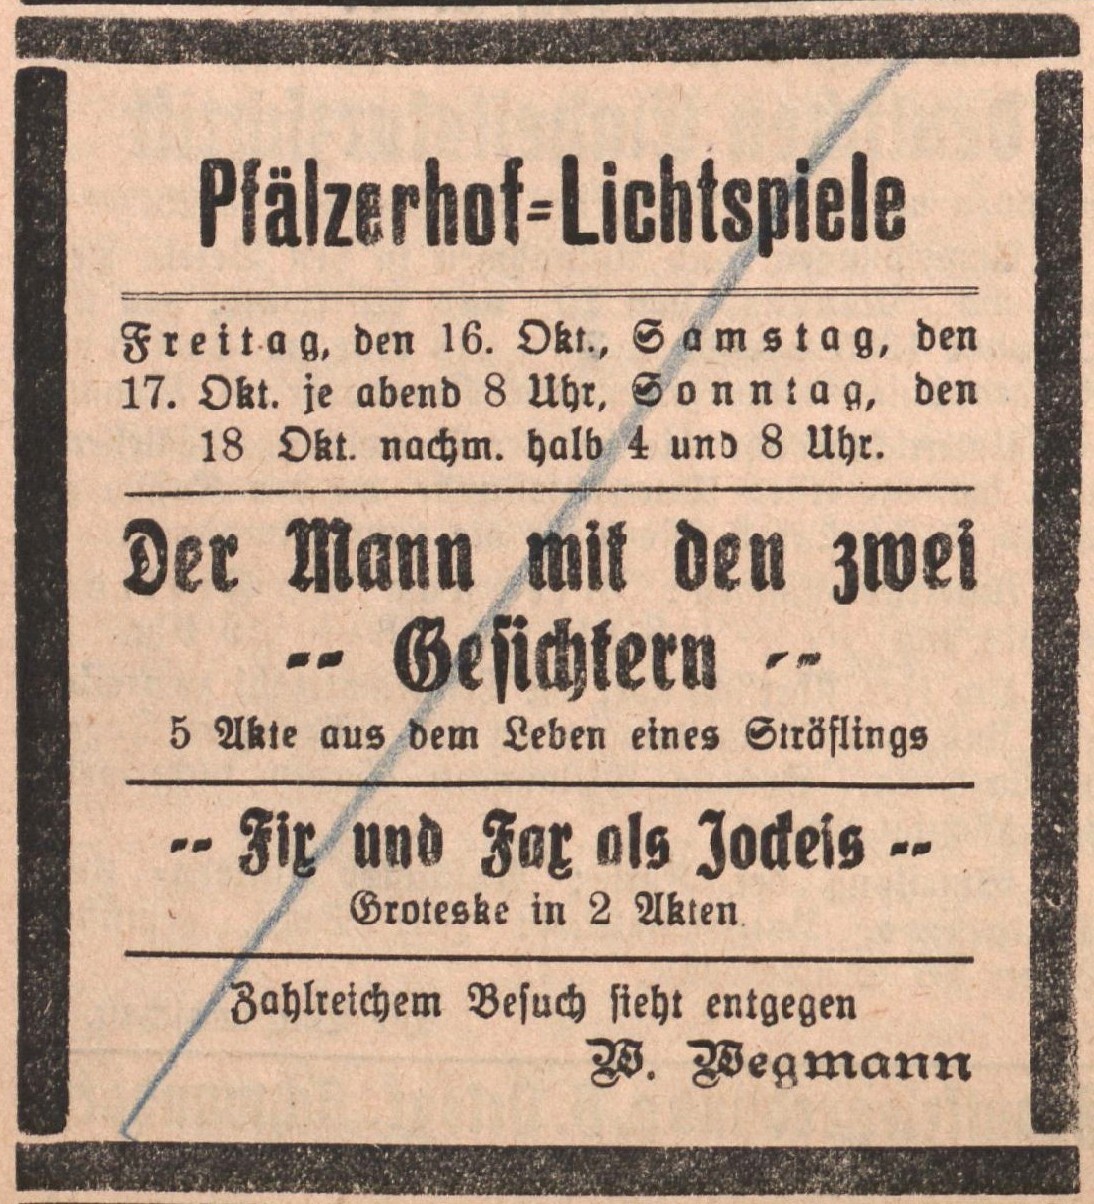 Pfälzerhof=Lichtspiele
Freitag, den 16. Okt., Samstag, den
17. Okt. je abend 8 Uhr, Sonntag, den
18 Okt. nachm. halb 4 und 8 Uhr.
Der Mann mit den zwei
-- Gesichtern --
5 Akte aus dem Leben eines Sträflings
-- Fix und Fax als Jockeis --
Groteske in 2 Akten.
Zahlreichem Besuch sieht entgegen
W. Wegmann